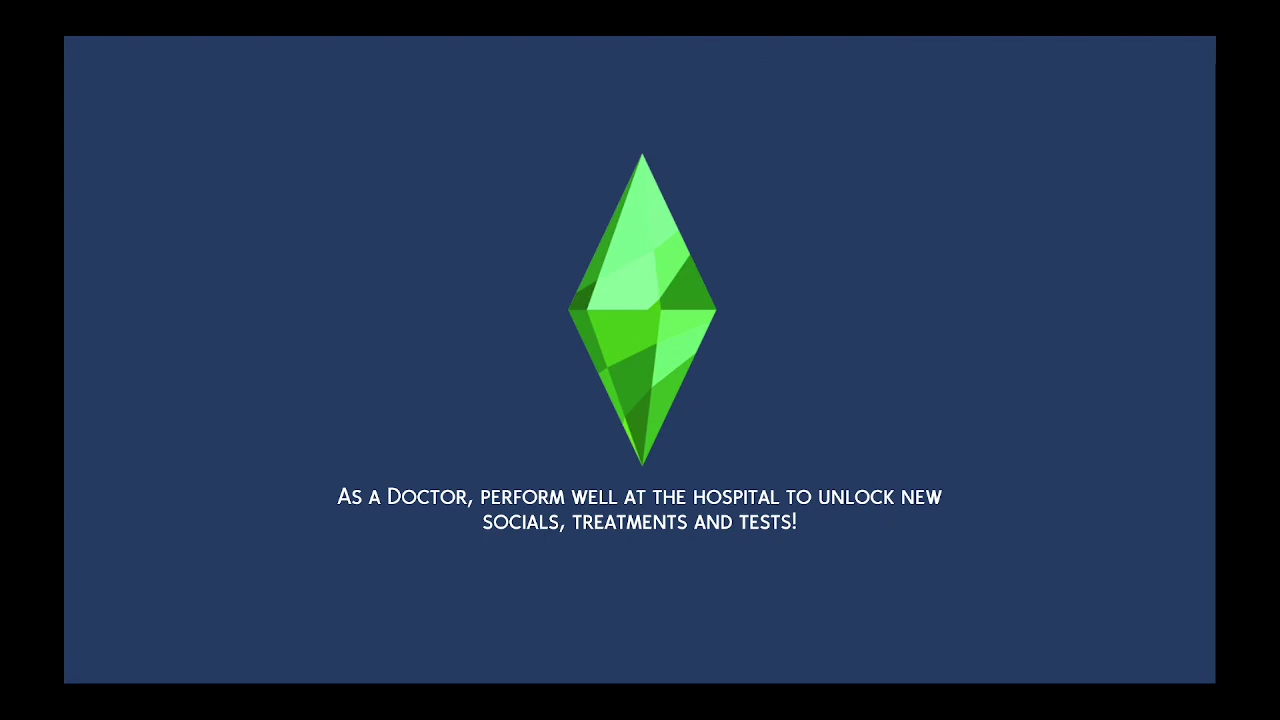 As a Doctor, perform well at the hospital to unlock new
socials, treatments and tests!